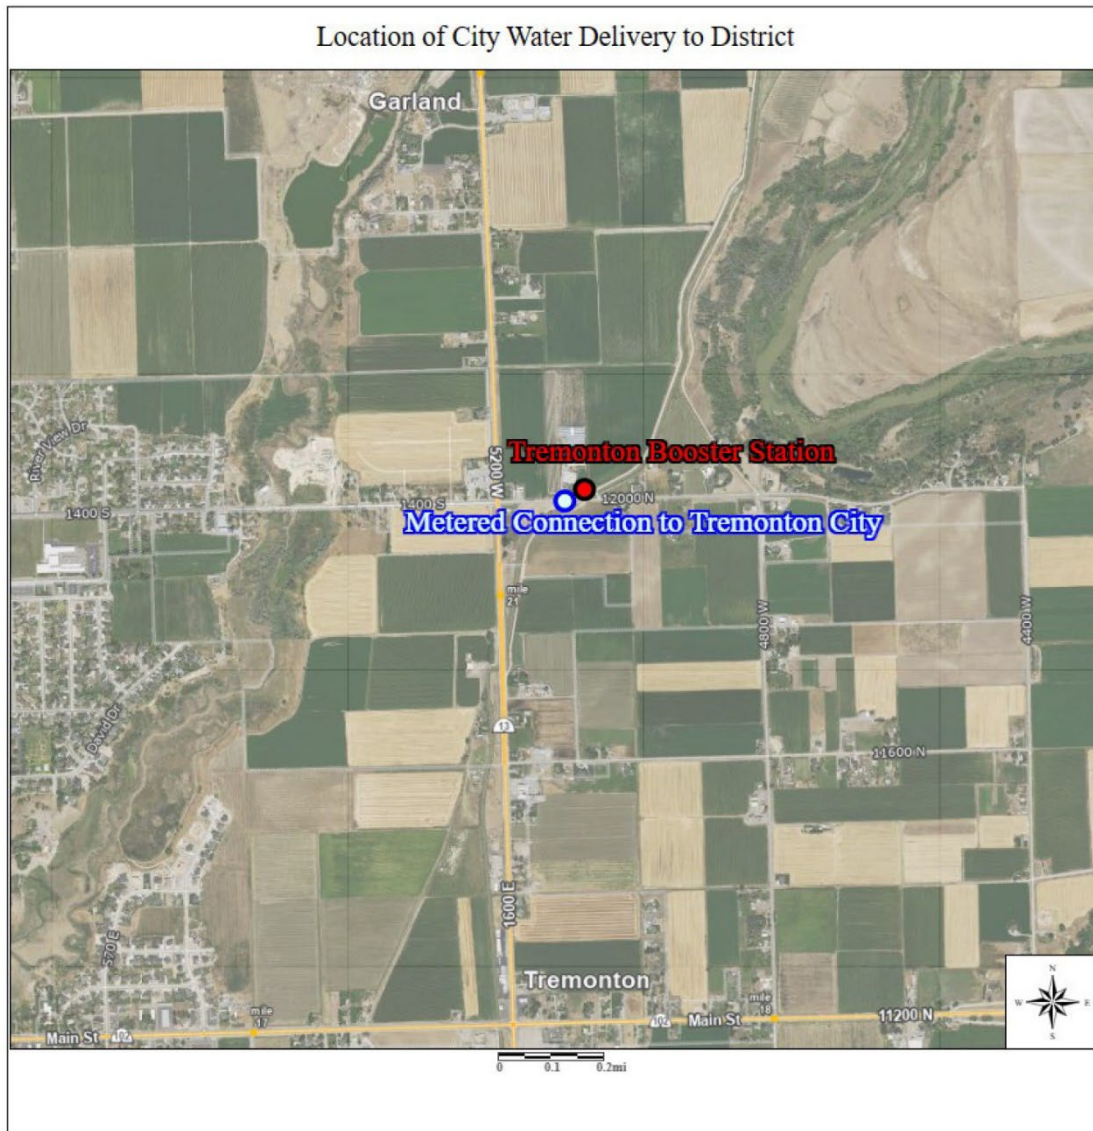 Location of City Water Delivery to District
Garland
River View Dr
5200 W
Tremonton Booster Station
1400 S
1400 S
12000 N
Metered Connection to Tremonton City
mile
21
4800 W
4400 W
David Dr
13
11600 N
1600 E
570 E
Tremonton
mile
17
mile
18
Main St
102
102
Main St
11200 N
N
W
E
S
0
0.1
0.2mi